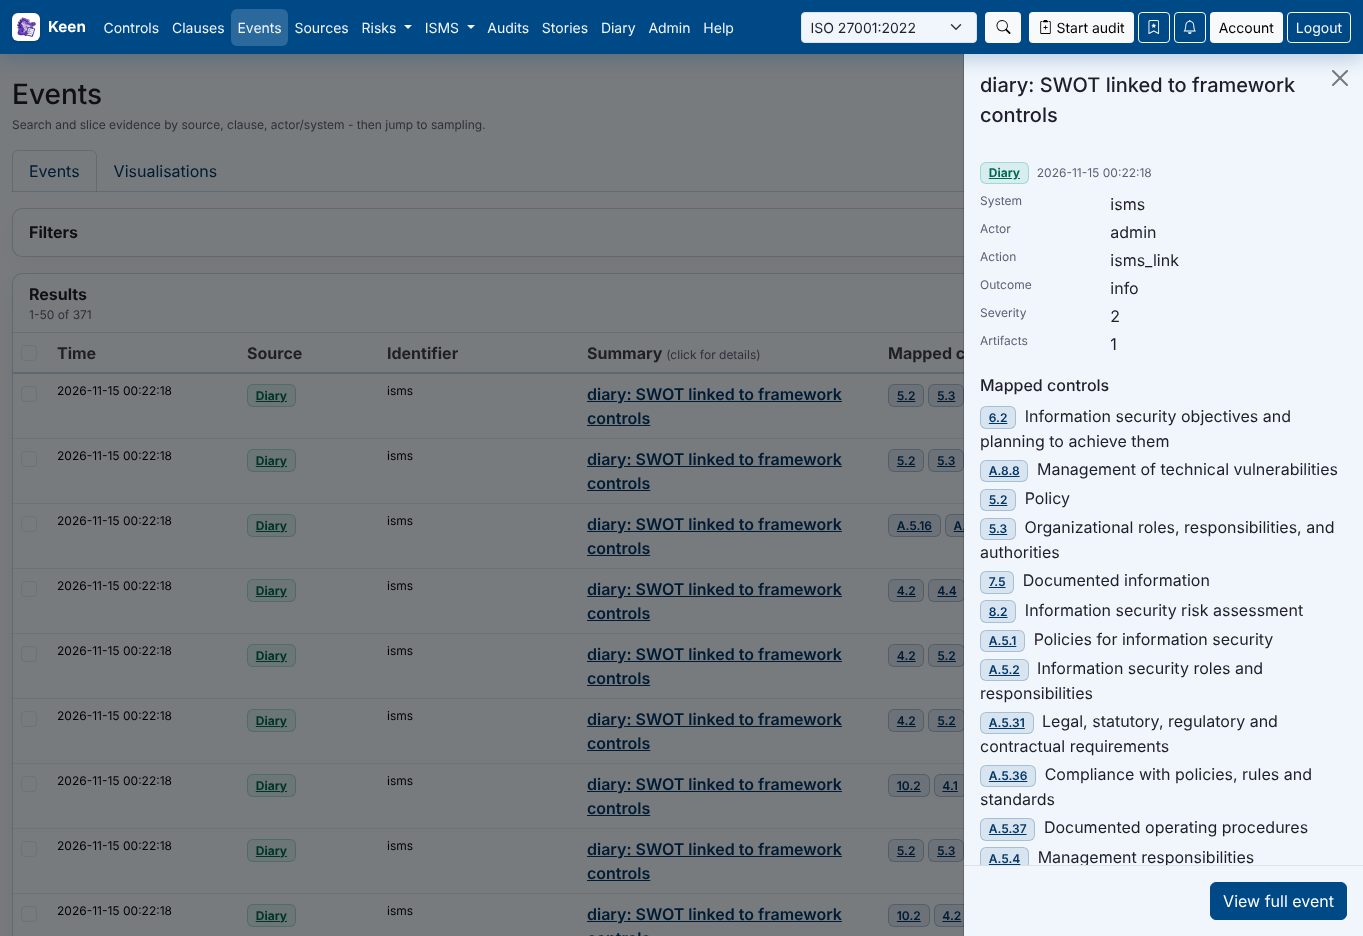 Keen Controls Clauses Events Sources Risks ISMS Audits Stories Diary Admin Help ISO 27001:2022 Start audit Account Logout
Events
Search and slice evidence by source, clause, actor/system - then jump to sampling.
Events Visualisations
Filters
Results
1-50 of 371
Time Source Identifier Summary (click for details) Mapped c
2026-11-15 00:22:18 Diary isms diary: SWOT linked to framework 5.2 5.3
controls
2026-11-15 00:22:18 Diary isms diary: SWOT linked to framework 5.2 5.3
controls
2026-11-15 00:22:18 Diary isms diary: SWOT linked to framework A.5.16 A.
controls
2026-11-15 00:22:18 Diary isms diary: SWOT linked to framework 4.2 4.4
controls
2026-11-15 00:22:18 Diary isms diary: SWOT linked to framework 4.2 5.2
controls
2026-11-15 00:22:18 Diary isms diary: SWOT linked to framework 4.2 5.2
controls
2026-11-15 00:22:18 Diary isms diary: SWOT linked to framework 10.2 4.1
controls
2026-11-15 00:22:18 Diary isms diary: SWOT linked to framework 5.2 5.3
controls
2026-11-15 00:22:18 Diary isms diary: SWOT linked to framework 10.2 4.2
diary: SWOT linked to framework
controls
Diary 2026-11-15 00:22:18
System isms
Actor admin
Action isms_link
Outcome info
Severity 2
Artifacts 1
Mapped controls
6.2 Information security objectives and
planning to achieve them
A.8.8 Management of technical vulnerabilities
5.2 Policy
5.3 Organizational roles, responsibilities, and
authorities
7.5 Documented information
8.2 Information security risk assessment
A.5.1 Policies for information security
A.5.2 Information security roles and
responsibilities
A.5.31 Legal, statutory, regulatory and
contractual requirements
A.5.36 Compliance with policies, rules and
standards
A.5.37 Documented operating procedures
A.5.4 Management responsibilities
View full event